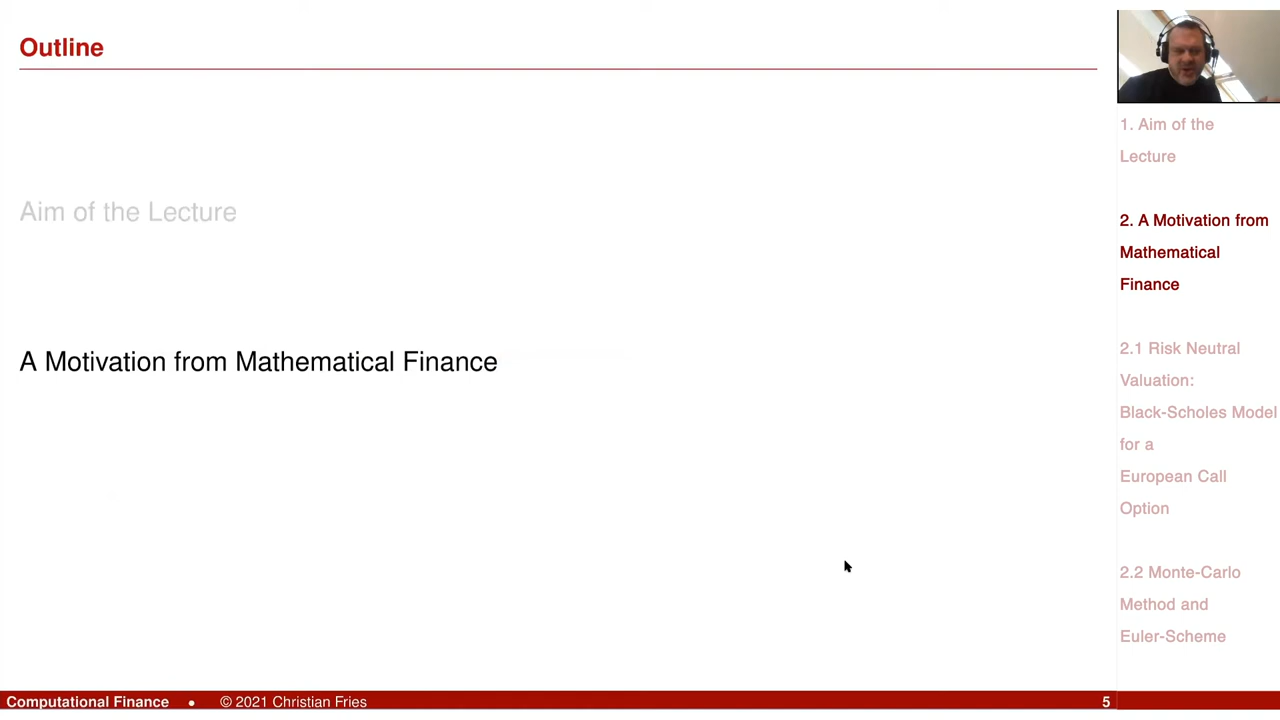 Outline
Aim of the Lecture
A Motivation from Mathematical Finance
1. Aim of the
Lecture
2. A Motivation from
Mathematical
Finance
2.1 Risk Neutral
Valuation:
Black-Scholes Model
for a
European Call
Option
2.2 Monte-Carlo
Method and
Euler-Scheme
Computational Finance • © 2021 Christian Fries 5